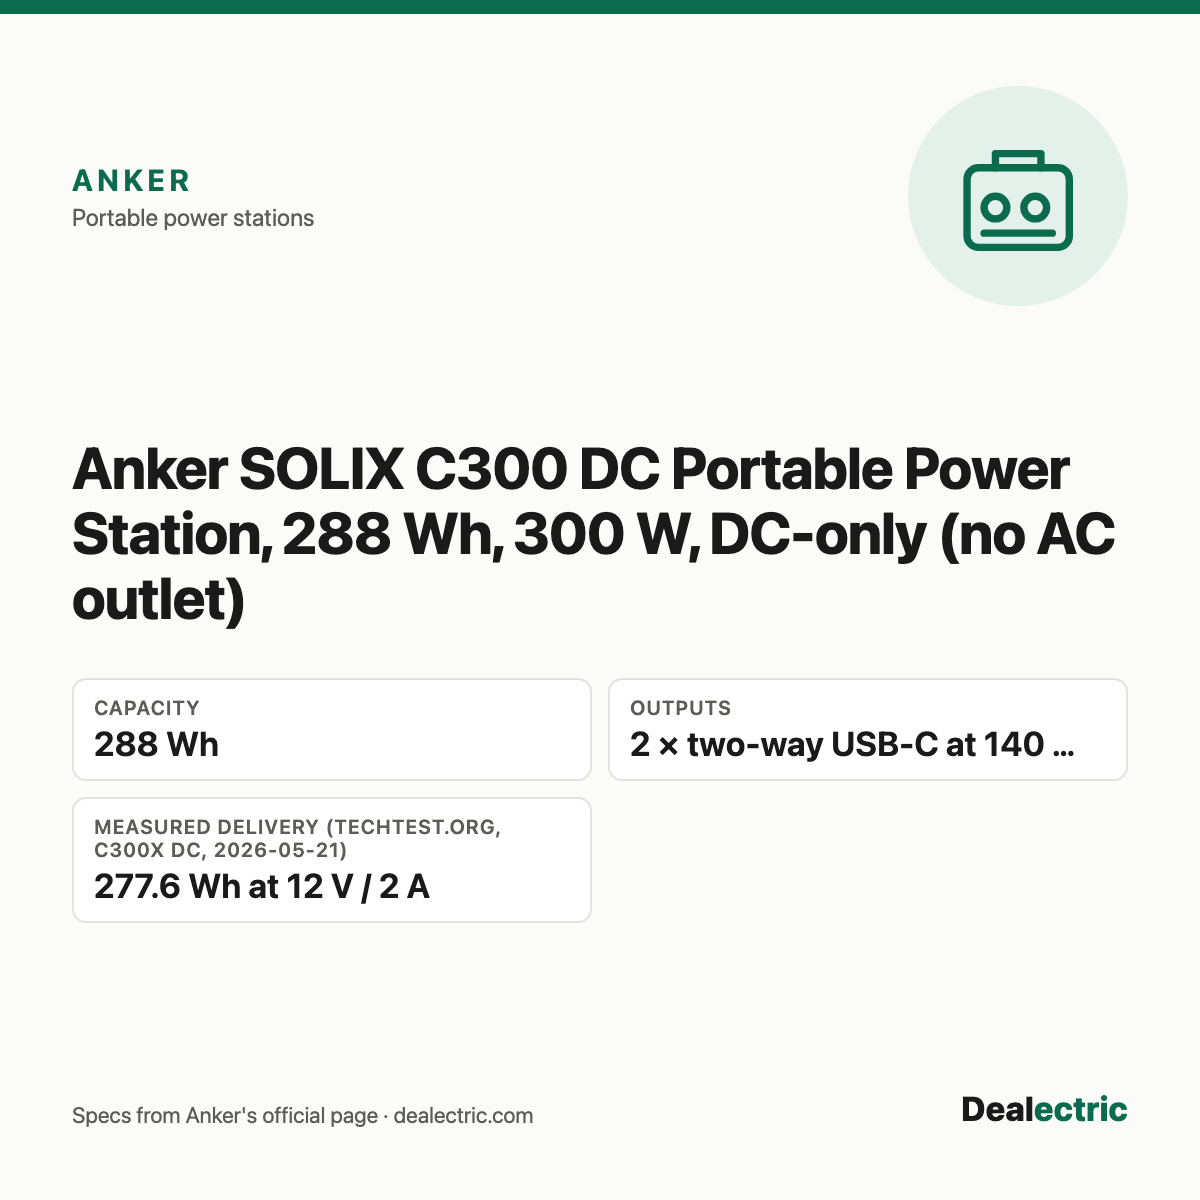 ANKER
Portable power stations
Anker SOLIX C300 DC Portable Power
Station, 288 Wh, 300 W, DC-only (no AC
outlet)
CAPACITY
288 Wh
OUTPUTS
2 × two-way USB-C at 140 ...
MEASURED DELIVERY (TECHTEST.ORG,
C300X DC, 2026-05-21)
277.6 Wh at 12 V / 2 A
Specs from Anker's official page · dealectric.com
Dealectric